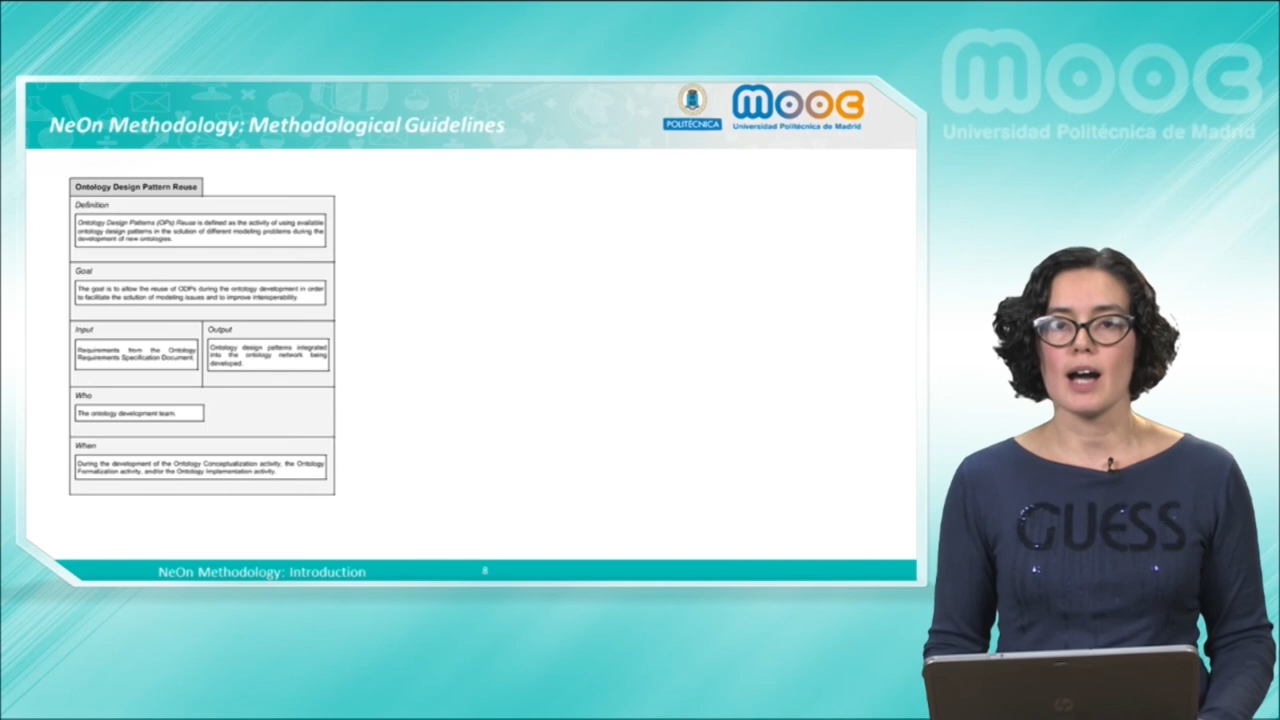 mooc
Universidad Politécnica de Madrid
POLITÉCNICA
mooc
Universidad Politécnica de Madrid
NeOn Methodology: Methodological Guidelines
Ontology Design Pattern Reuse
Definition
Ontology Design Patterns (OPs) Reuse is defined as the activity of using available
ontology design patterns in the solution of different modeling problems during the
development of new ontologies.
Goal
The goal is to allow the reuse of ODPs during the ontology development in order
to facilitate the solution of modeling issues and to improve interoperability.
Input
Requirements from the Ontology
Requirements Specification Document.
Output
Ontology design patterns integrated
into the ontology network being
developed.
Who
The ontology development team.
When
During the development of the Ontology Conceptualization activity, the Ontology
Formalization activity, and/or the Ontology Implementation activity.
NeOn Methodology: Introduction
8
GUESS
hp